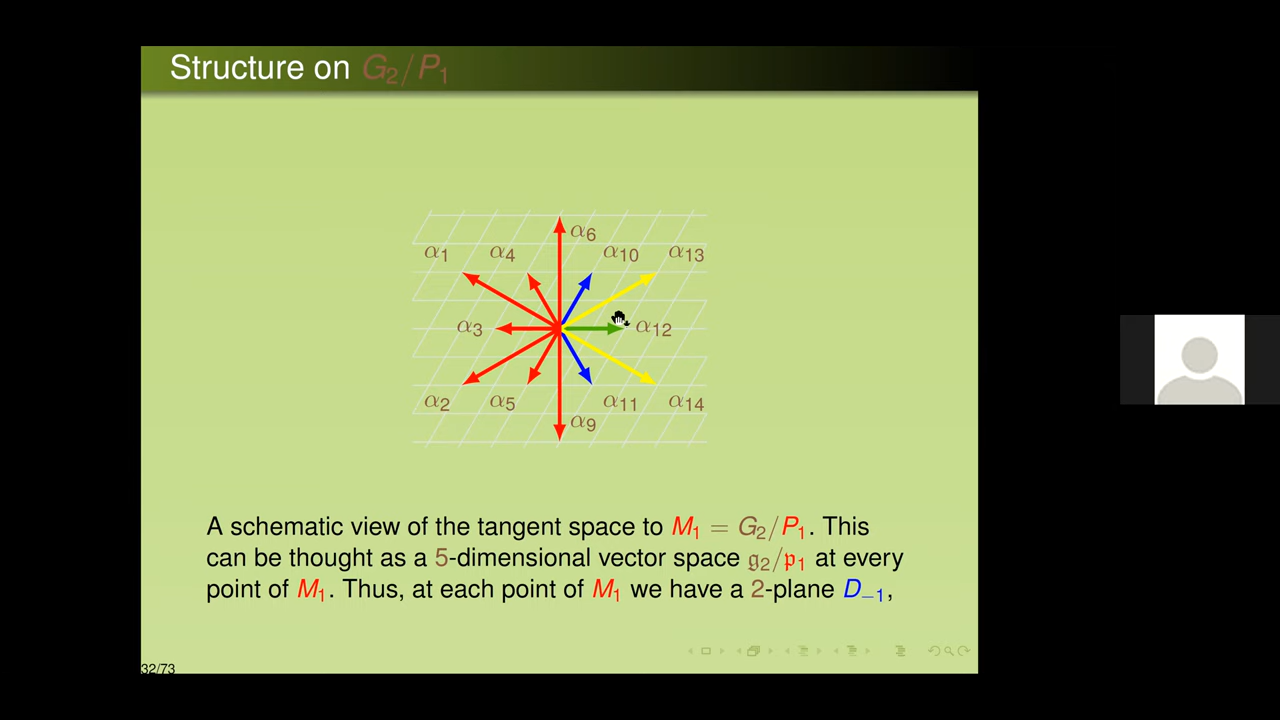 Structure on G₂/P₁
α₆
α₁ α₄ α₁₀ α₁₃
α₃ α₁₂
α₂ α₅ α₁₁ α₁₄
α₉
A schematic view of the tangent space to M₁ = G₂/P₁. This
can be thought as a 5-dimensional vector space 𝔤₂/𝔭₁ at every
point of M₁. Thus, at each point of M₁ we have a 2-plane D₋₁,
32/73